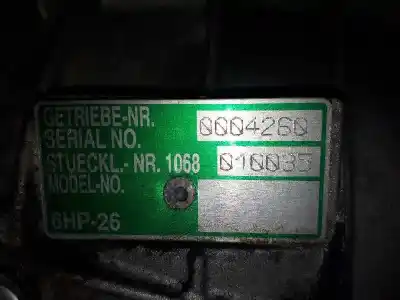 GETRIEBE-NR.
SERIAL NO. 0004260
STUECKL.- NR. 1068 010035
MODEL-NO.
6HP-26